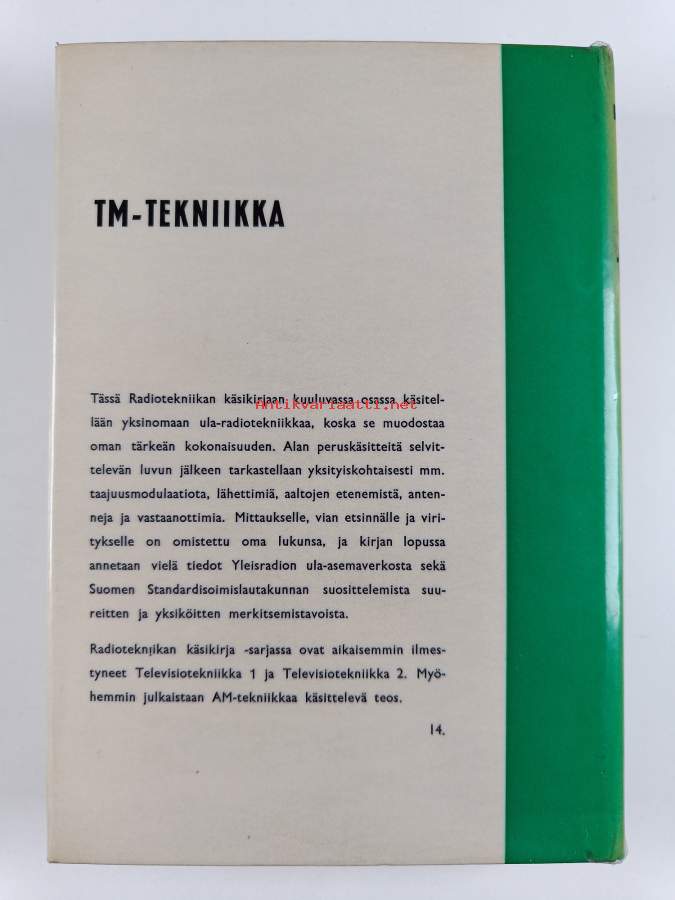 TM-TEKNIIKKA
Tässä Radiotekniikan käsikirjaan kuuluvassa osassa käsitel-
Antikvariaatti.net
lään yksinomaan ula-radiotekniikkaa, koska se muodostaa
oman tärkeän kokonaisuuden. Alan peruskäsitteitä selvit-
televän luvun jälkeen tarkastellaan yksityiskohtaisesti mm.
taajuusmodulaatiota, lähettimiä, aaltojen etenemistä, anten-
neja ja vastaanottimia. Mittaukselle, vian etsinnälle ja viri-
tykselle on omistettu oma lukunsa, ja kirjan lopussa
annetaan vielä tiedot Yleisradion ula-asemaverkosta sekä
Suomen Standardisoimislautakunnan suosittelemista suu-
reitten ja yksiköitten merkitsemistavoista.
Radiotekniikan käsikirja -sarjassa ovat aikaisemmin ilmes-
tyneet Televisiotekniikka 1 ja Televisiotekniikka 2. Myö-
hemmin julkaistaan AM-tekniikkaa käsittelevä teos.
14.